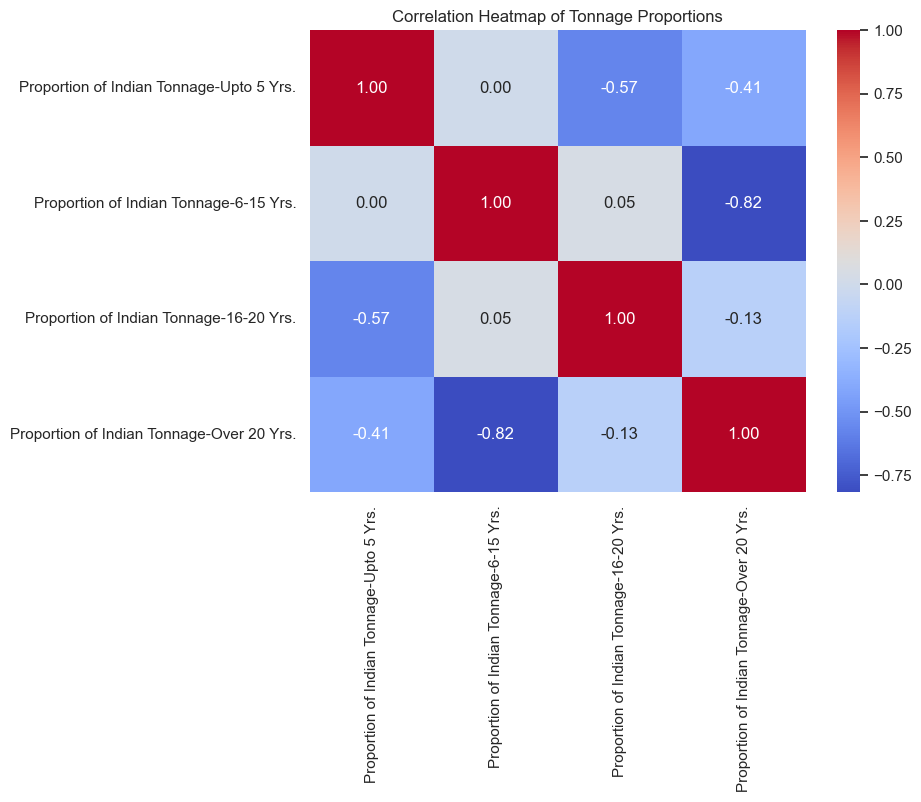 Correlation Heatmap of Tonnage Proportions
Proportion of Indian Tonnage-Upto 5 Yrs.
1.00
0.00
-0.57
-0.41
Proportion of Indian Tonnage-6-15 Yrs.
0.00
1.00
0.05
-0.82
Proportion of Indian Tonnage-16-20 Yrs.
-0.57
0.05
1.00
-0.13
Proportion of Indian Tonnage-Over 20 Yrs.
-0.41
-0.82
-0.13
1.00
Proportion of Indian Tonnage-Upto 5 Yrs.
Proportion of Indian Tonnage-6-15 Yrs.
Proportion of Indian Tonnage-16-20 Yrs.
Proportion of Indian Tonnage-Over 20 Yrs.
1.00
0.75
0.50
0.25
0.00
−0.25
−0.50
−0.75